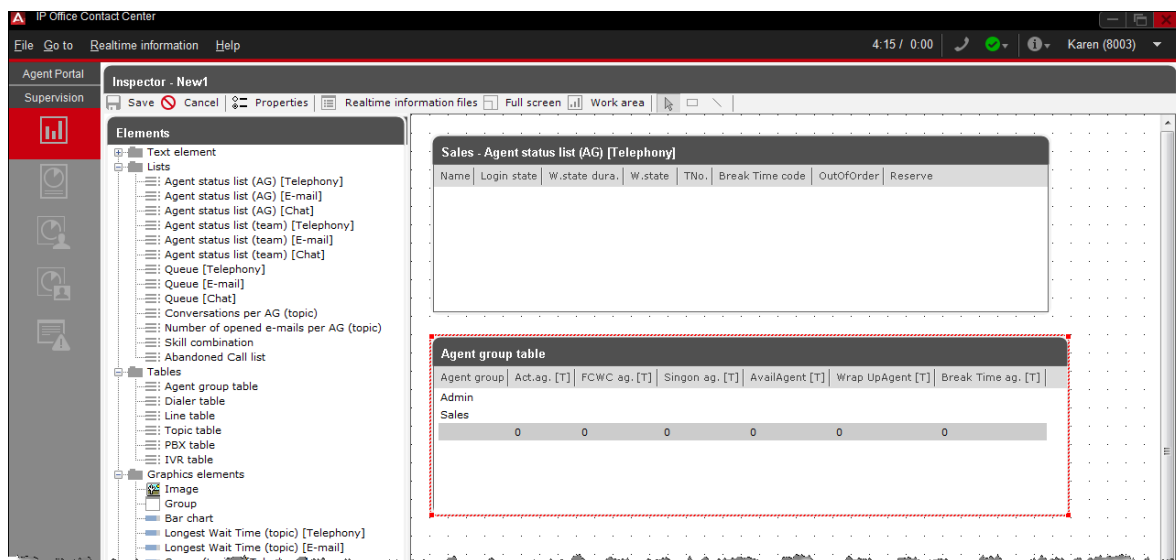 IP Office Contact Center
File Go to Realtime information Help
4:15 / 0:00 Karen (8003)
Agent Portal
Supervision
Inspector - New1
Save Cancel Properties Realtime information files Full screen Work area
Elements
Text element
Lists
Agent status list (AG) [Telephony]
Agent status list (AG) [E-mail]
Agent status list (AG) [Chat]
Agent status list (team) [Telephony]
Agent status list (team) [E-mail]
Agent status list (team) [Chat]
Queue [Telephony]
Queue [E-mail]
Queue [Chat]
Conversations per AG (topic)
Number of opened e-mails per AG (topic)
Skill combination
Abandoned Call list
Tables
Agent group table
Dialer table
Line table
Topic table
PBX table
IVR table
Graphics elements
Image
Group
Bar chart
Longest Wait Time (topic) [Telephony]
Longest Wait Time (topic) [E-mail]
Sales - Agent status list (AG) [Telephony]
Name Login state W.state dura. W.state TNo. Break Time code OutOfOrder Reserve
Agent group table
Agent group Act.ag. [T] FCWC ag. [T] Singon ag. [T] AvailAgent [T] Wrap UpAgent [T] Break Time ag. [T]
Admin
Sales
0 0 0 0 0 0